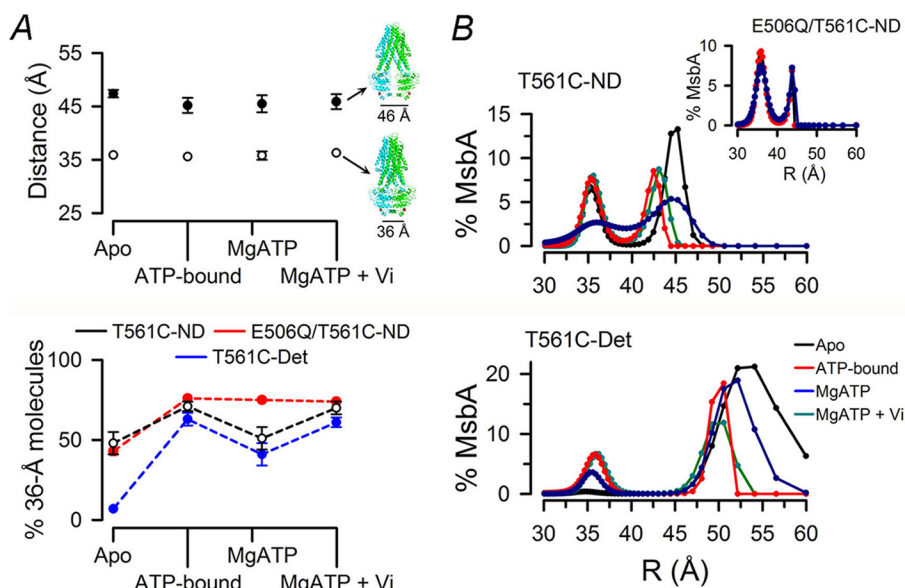 A
Distance (Å)
55
45
35
25
46 Å
36 Å
Apo
MgATP
ATP-bound
MgATP + Vi
T561C-ND
E506Q/T561C-ND
T561C-Det
% 36-Å molecules
100
50
0
Apo
MgATP
ATP-bound
MgATP + Vi
B
E506Q/T561C-ND
% MsbA
10
5
0
30 40 50 60
R (Å)
T561C-ND
% MsbA
15
10
5
0
30 35 40 45 50 55 60
T561C-Det
% MsbA
20
10
0
Apo
ATP-bound
MgATP
MgATP + Vi
30 35 40 45 50 55 60
R (Å)